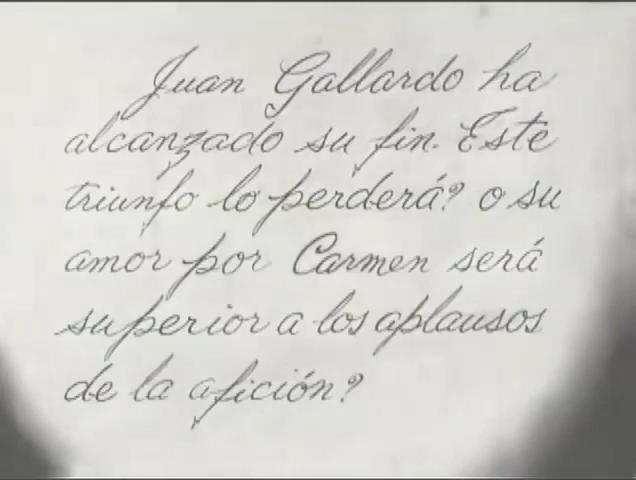 Juan Gallardo ha
alcanzado su fin. Este
triunfo lo perderá? o su
amor por Carmen será
superior a los aplausos
de la afición?